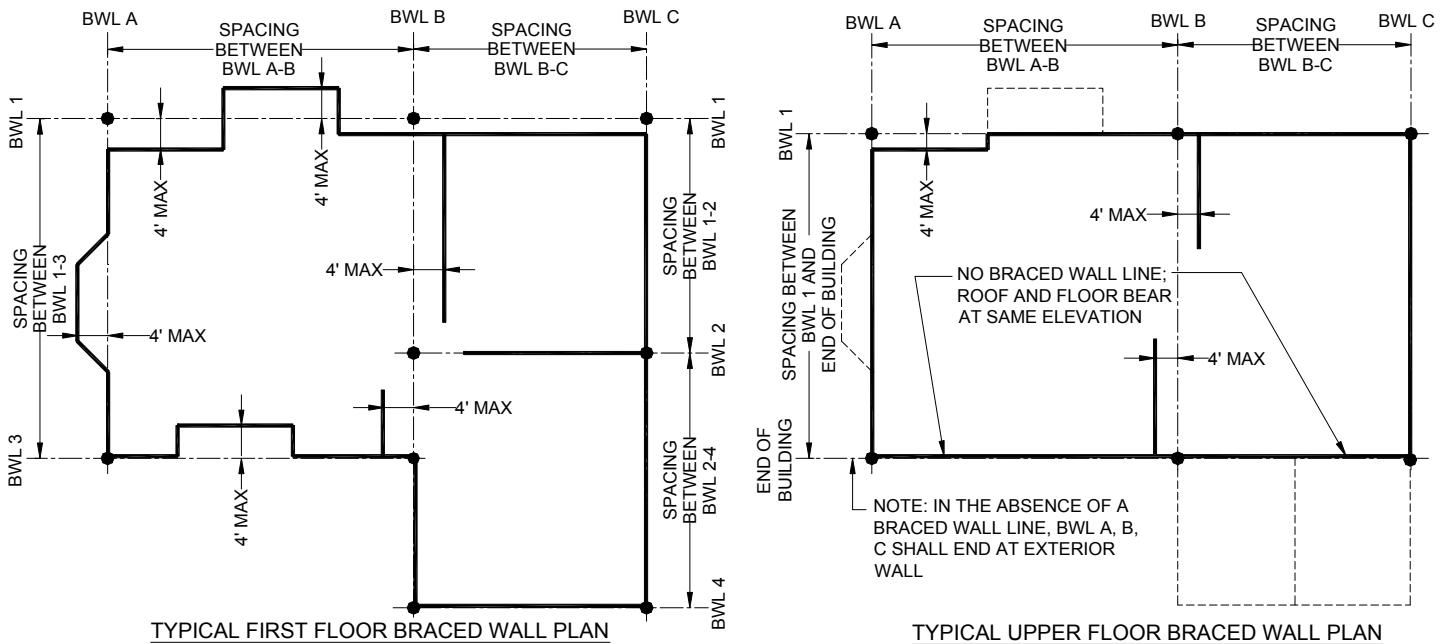 BWL A
BWL B
BWL C
SPACING
BETWEEN
BWL A-B
SPACING
BETWEEN
BWL B-C
BWL 1
BWL 1
4' MAX
4' MAX
SPACING
BETWEEN
BWL 1-3
SPACING
BETWEEN
BWL 1-2
4' MAX
4' MAX
BWL 2
4' MAX
BWL 3
4' MAX
SPACING
BETWEEN
BWL 2-4
BWL 4
TYPICAL FIRST FLOOR BRACED WALL PLAN
BWL A
BWL B
BWL C
SPACING
BETWEEN
BWL A-B
SPACING
BETWEEN
BWL B-C
BWL 1
4' MAX
4' MAX
SPACING BETWEEN
BWL 1 AND
END OF BUILDING
NO BRACED WALL LINE;
ROOF AND FLOOR BEAR
AT SAME ELEVATION
4' MAX
END OF
BUILDING
NOTE: IN THE ABSENCE OF A
BRACED WALL LINE, BWL A, B,
C SHALL END AT EXTERIOR
WALL
TYPICAL UPPER FLOOR BRACED WALL PLAN